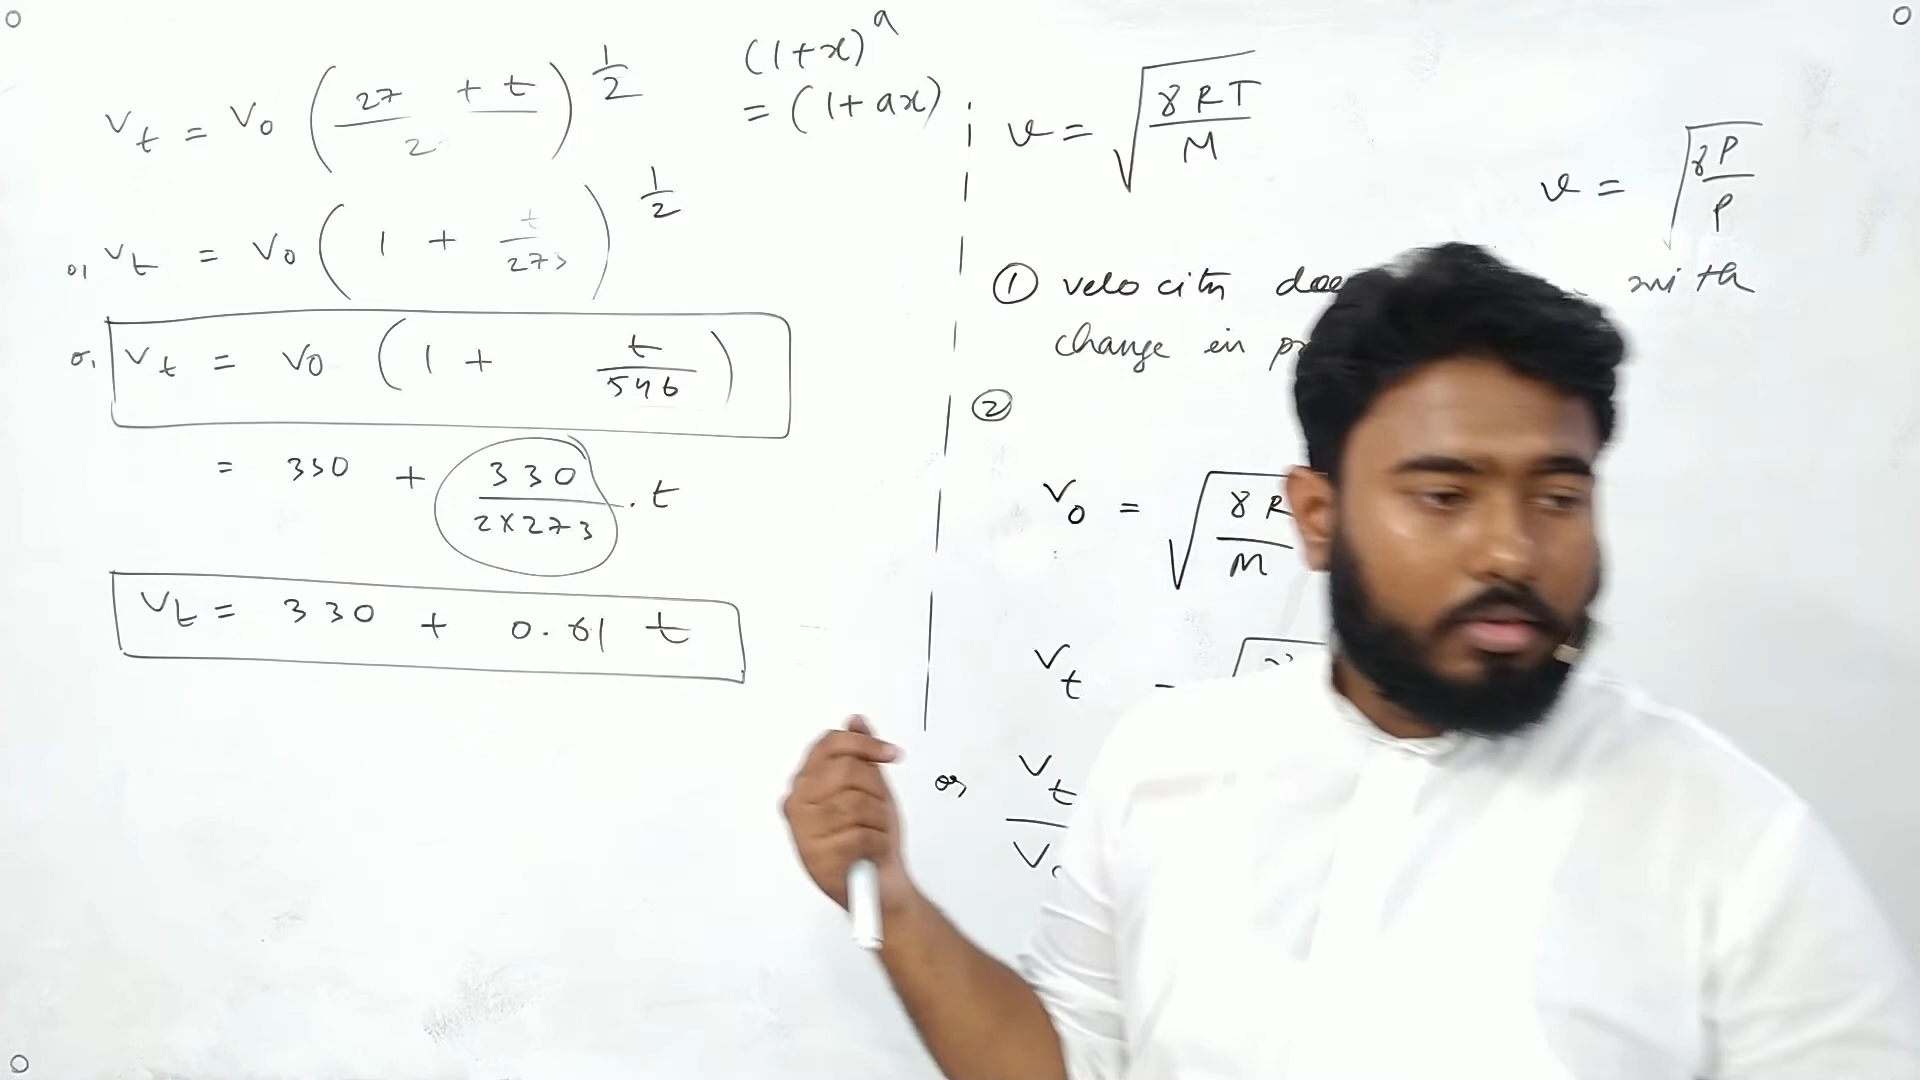 V_t = V_0 (27/2 + t)^{1/2}
or V_t = V_0 (1 + t/273)^{1/2}
or, V_t = V_0 (1 + t/546)
= 330 + 330/(2×273) . t
V_t = 330 + 0.61 t
(1+x)^a
= (1+ax)
v = √(γRT/M)
v = √(γP/ρ)
① velocity with
change in
②
V_0 = √(γR/M
V_t =
or, V_t/V_0